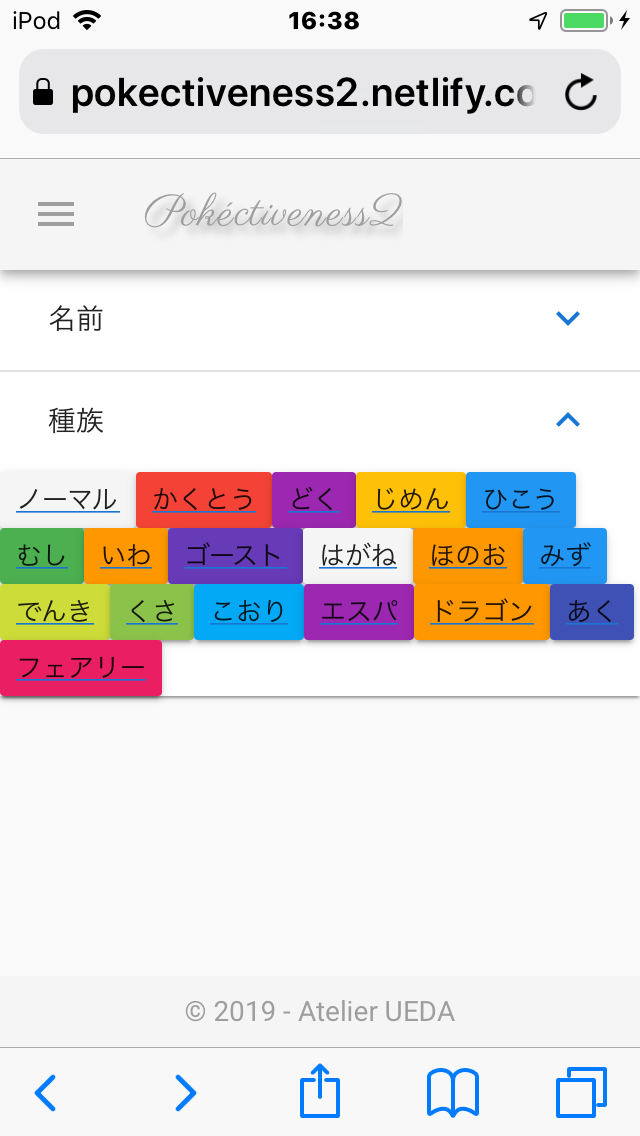 iPod 16:38
pokectiveness2.netlify.co
Pokéctiveness2
名前
種族
ノーマル かくとう どく じめん ひこう
むし いわ ゴースト はがね ほのお みず
でんき くさ こおり エスパ ドラゴン あく
フェアリー
© 2019 - Atelier UEDA